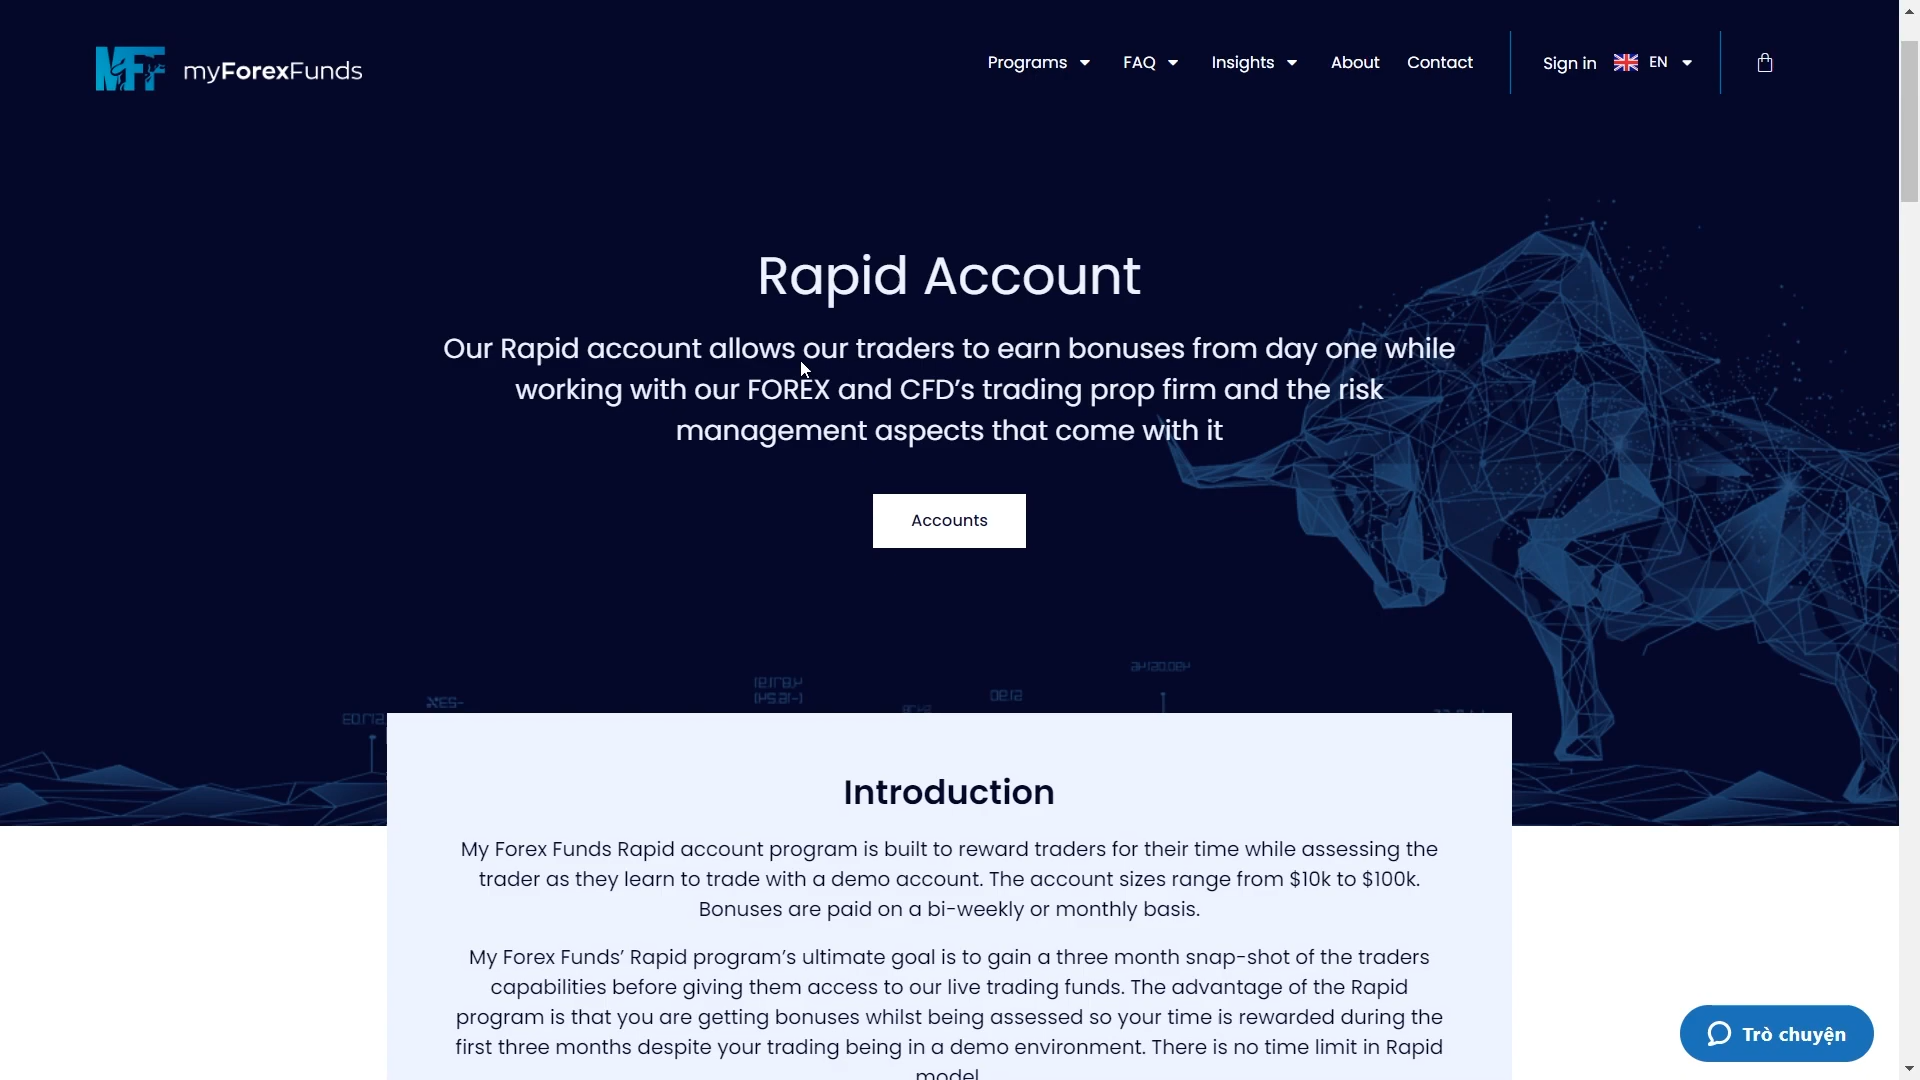 MFF myForexFunds
Programs FAQ Insights About Contact Sign in EN
Rapid Account
Our Rapid account allows our traders to earn bonuses from day one while
working with our FOREX and CFD’s trading prop firm and the risk
management aspects that come with it
Accounts
Introduction
My Forex Funds Rapid account program is built to reward traders for their time while assessing the
trader as they learn to trade with a demo account. The account sizes range from $10k to $100k.
Bonuses are paid on a bi-weekly or monthly basis.
My Forex Funds’ Rapid program’s ultimate goal is to gain a three month snap-shot of the traders
capabilities before giving them access to our live trading funds. The advantage of the Rapid
program is that you are getting bonuses whilst being assessed so your time is rewarded during the
first three months despite your trading being in a demo environment. There is no time limit in Rapid
model
Trò chuyện